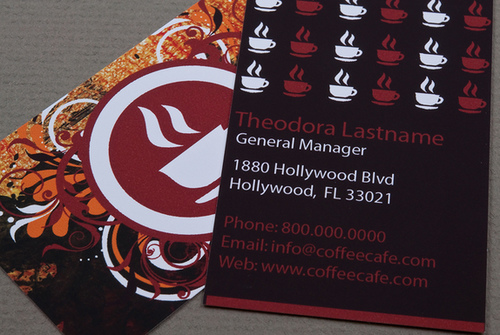 Theodora Lastname
General Manager
1880 Hollywood Blvd
Hollywood, FL 33021
Phone: 800.000.0000
Email: info@coffeecafe.com
Web: www.coffeecafe.com